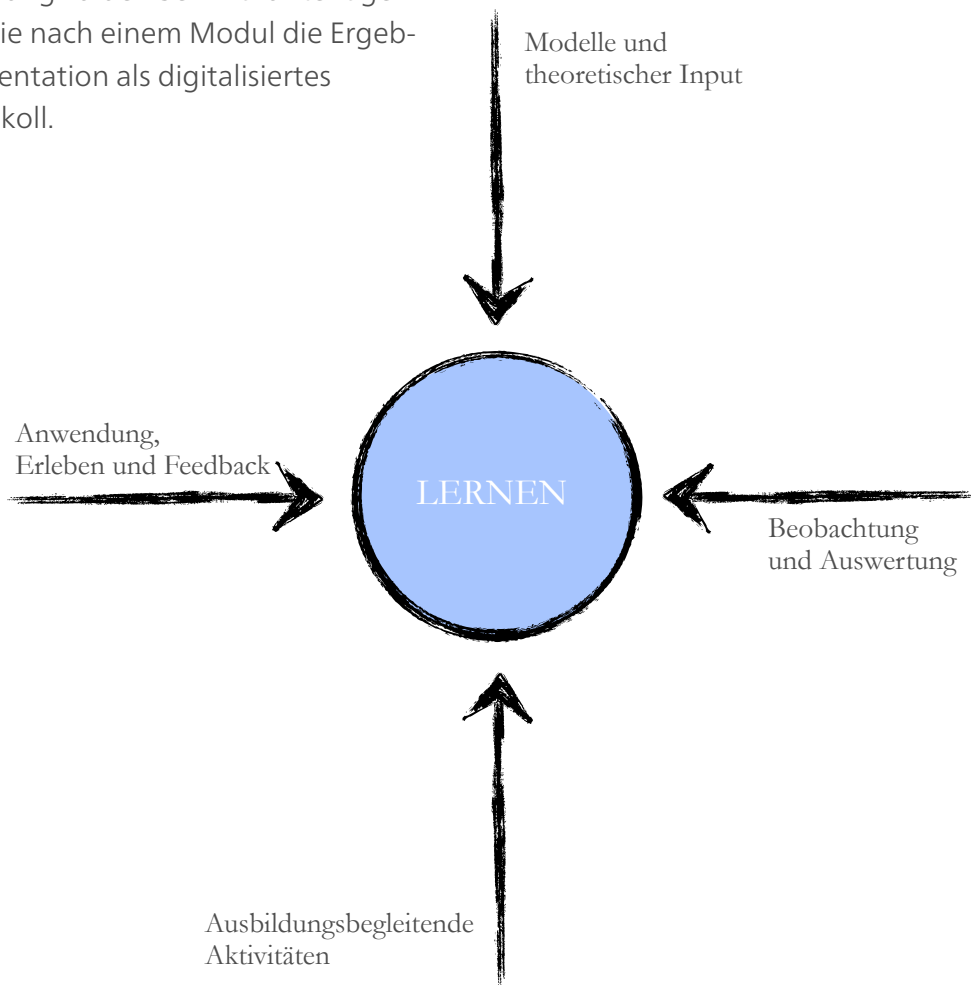 ie nach einem Modul die Ergeb-
entation als digitalisiertes
koll.
Modelle und
theoretischer Input
Anwendung,
Erleben und Feedback
LERNEN
Beobachtung
und Auswertung
Ausbildungsbegleitende
Aktivitäten